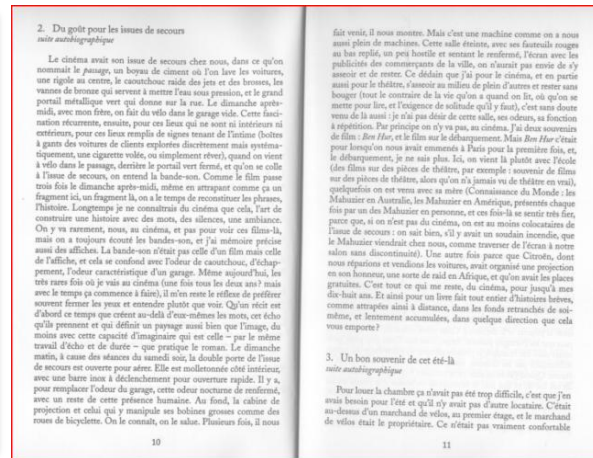 2. Du goût pour les issues de secours
suite autobiographique
Le cinéma avait son issue de secours chez nous, dans ce qu'on
nommait le passage, un boyau de ciment où l'on lave les voitures,
une rigole au centre, le caoutchouc raide des jets et des brosses, les
vannes de bronze qui servent à mettre l'eau sous pression, et le grand
portail métallique vert qui donne sur la rue. Le dimanche après-
midi, avec mon frère, on fait du vélo dans le garage vide. Cette fasci-
nation récurrente, ensuite, pour ces lieux qui ne sont ni intérieurs ni
extérieurs, pour ces lieux remplis de signes tenant de l'intime (boîtes
à gants des voitures de clients explorées discrètement mais systéma-
tiquement, une cigarette volée, ou simplement rêver), quand on vient
à vélo dans le passage, derrière le portail vert fermé, et qu'on se colle
à l'issue de secours, on entend la bande-son. Comme le film passe
trois fois le dimanche après-midi, même en attrapant comme ça un
fragment ici, un fragment là, on a le temps de reconstituer les phrases,
l'histoire. Longtemps je ne connaîtrais du cinéma que cela, l'art de
construire une histoire avec des mots, des silences, une ambiance.
On y va rarement, nous, au cinéma, et pas pour voir ces films-là,
mais on a toujours écouté les bandes-son, et j'ai mémoire précise
aussi des affiches. La bande-son n'était pas celle d'un film mais celle
de l'affiche, et cela se confond avec l'odeur de caoutchouc, d'échap-
pement, l'odeur caractéristique d'un garage. Même aujourd'hui, les
très rares fois où je vais au cinéma (une fois tous les deux ans ? mais
avec le temps ça commence à faire), il m'en reste le réflexe de préférer
souvent fermer les yeux et entendre plutôt que voir. Qu'un récit est
d'abord ce temps que créent au-delà d'eux-mêmes les mots, cet écho
qu'ils prennent et qui définit un paysage aussi bien que l'image, du
moins avec cette capacité d'imaginaire qui est celle – par le même
travail d'écho et de durée – que pratique le roman. Le dimanche
matin, à cause des séances du samedi soir, la double porte de l'issue
de secours est ouverte pour aérer. Elle est molletonnée côté intérieur,
avec une barre inox à déclenchement pour ouverture rapide. Il y a,
pour remplacer l'odeur du garage, cette odeur nocturne de renfermé,
avec un reste de cette présence humaine. Au fond, la cabine de
projection et celui qui y manipule ses bobines grosses comme des
roues de bicyclette. On le connaît, on le salue. Plusieurs fois, il nous
10
fait venir, il nous montre. Mais c'est une machine comme on a nous
aussi plein de machines. Cette salle éteinte, avec ses fauteuils rouges
au bas replié, un peu hostile et sentant le renfermé, l'écran avec les
publicités des commerçants de la ville, on n'aurait pas envie de s'y
asseoir et de rester. Ce dédain que j'ai pour le cinéma, et en partie
aussi pour le théâtre, s'asseoir au milieu de plein d'autres et rester sans
bouger (tout le contraire de la vie qu'on a quand on lit, où qu'on se
mette pour lire, et l'exigence de solitude qu'il y faut), c'est sans doute
venu de là aussi : je n'ai pas désir de cette salle, ses odeurs, sa fonction
à répétition. Par principe on n'y va pas, au cinéma. J'ai deux souvenirs
de film : Ben Hur, et le film sur le débarquement. Mais Ben Hur c'était
pour lorsqu'on nous avait emmenés à Paris pour la première fois et,
le débarquement, je ne sais plus. Ici, on vient là plutôt avec l'école
(des films sur des pièces de théâtre, par exemple : souvenir de films
sur des pièces de théâtre, alors qu'on n'a jamais vu de théâtre en vrai),
quelquefois on est venu avec sa mère (Connaissance du Monde : les
Mahuzier en Australie, les Mahuzier en Amérique, présentés chaque
fois par un des Mahuzier en personne, et ces fois-là se sentir très fier,
parce que, si on n'est pas du cinéma, on est au moins colocataires de
l'issue de secours : on sait bien, s'il y avait un soudain incendie, que
le Mahuzier viendrait chez nous, comme traverser de l'écran à notre
salon sans discontinuité). Une autre fois parce que Citroën, dont
nous réparions et vendions les voitures, avait organisé une projection
en son honneur, une sorte de raid en Afrique, et qu'on avait les places
gratuites. C'est tout ce qui me reste, du cinéma, pour jusqu'à mes
dix-huit ans. Et ainsi pour un livre fait tout entier d'histoires brèves,
comme attrapées ainsi à distance, dans les fonds retranchés de soi-
même, et lentement accumulées, dans quelque direction que cela
vous emporte ?
3. Un bon souvenir de cet été-là
suite autobiographique
Pour louer la chambre ça n'avait pas été trop difficile, c'est que j'en
avais besoin pour l'été et qu'il n'y avait pas d'autre locataire. C'était
au-dessus d'un marchand de vélos, au premier étage, et le marchand
de vélos était le propriétaire. Ce n'était pas vraiment confortable
11